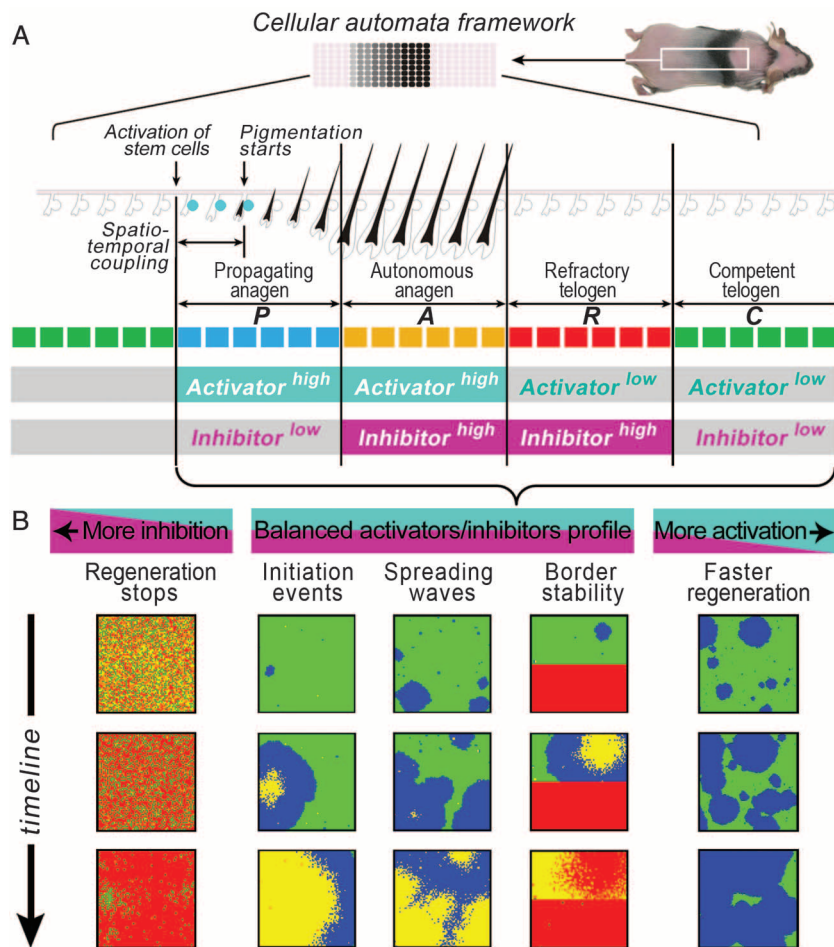 A
Cellular automata framework
Activation of
stem cells
Pigmentation
starts
Spatio-
temporal
coupling
Propagating
anagen
Autonomous
anagen
Refractory
telogen
Competent
telogen
P
A
R
C
Activator high
Activator high
Activator low
Activator low
Inhibitor low
Inhibitor high
Inhibitor high
Inhibitor low
B
More inhibition
Balanced activators/inhibitors profile
More activation
Regeneration
stops
Initiation
events
Spreading
waves
Border
stability
Faster
regeneration
timeline